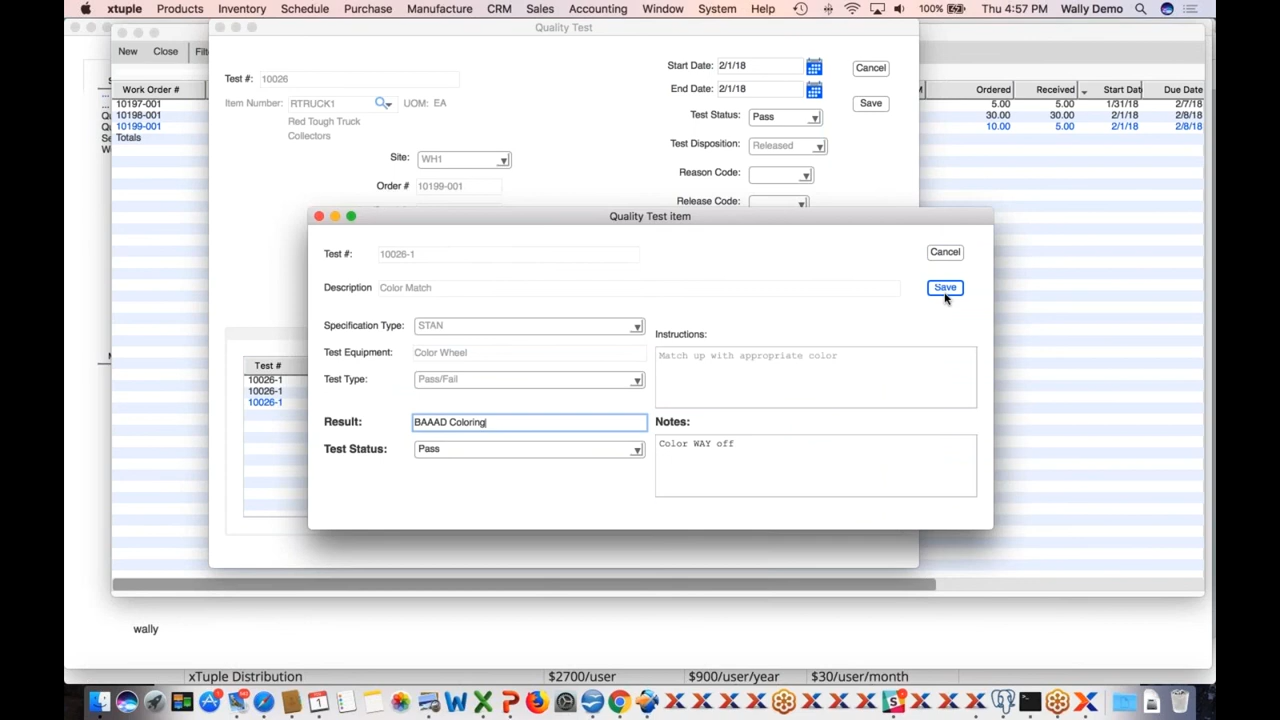 xtuple Products Inventory Schedule Purchase Manufacture CRM Sales Accounting Window System Help 100% Thu 4:57 PM Wally Demo
Quality Test
New Close
Test #: 10026
Start Date: 2/1/18
Cancel
End Date: 2/1/18
Save
Item Number: RTRUCK1 UOM: EA
Red Tough Truck
Collectors
Test Status: Pass
Test Disposition: Released
Site: WH1
Reason Code:
Order # 10199-001
Release Code:
Work Order # Ordered Received Start Dat Due Date
10197-001 5.00 5.00 1/31/18 2/7/18
10198-001 30.00 30.00 2/1/18 2/8/18
10199-001 10.00 5.00 2/1/18 2/8/18
Totals
Quality Test item
Test #: 10026-1
Cancel
Description Color Match
Save
Specification Type: STAN
Instructions:
Test Equipment: Color Wheel
Match up with appropriate color
Test Type: Pass/Fail
Result: BAAAD Coloring
Notes:
Test Status: Pass
Color WAY off
Test #
10026-1
10026-1
10026-1
wally
xTuple Distribution $2700/user $900/user/year $30/user/month